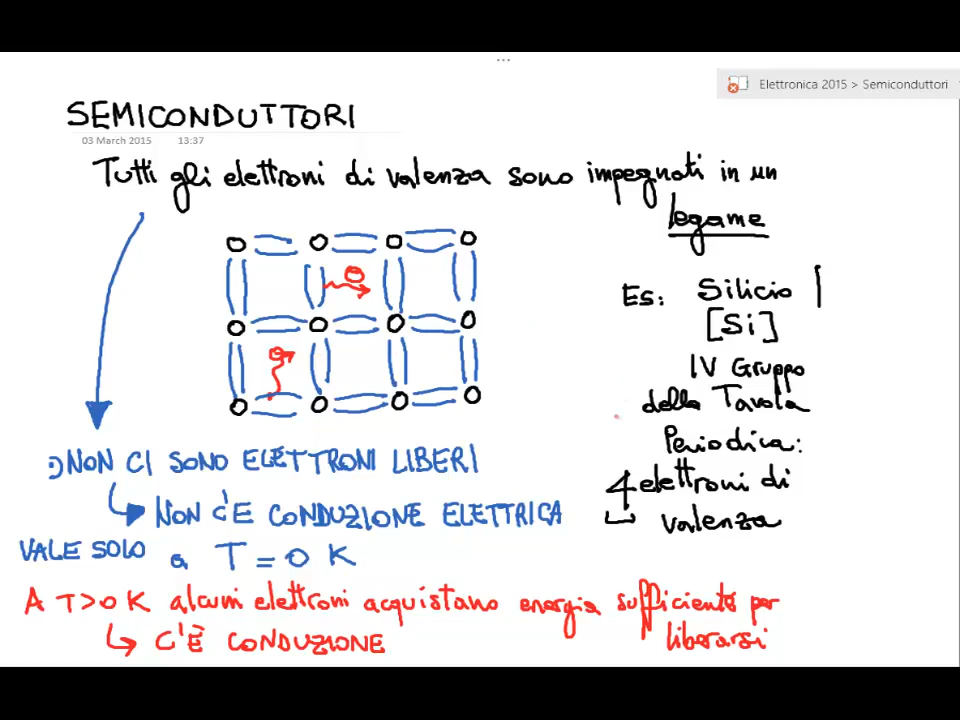 Elettronica 2015 > Semiconduttori
SEMICONDUTTORI
03 March 2015 13:37
Tutti gli elettroni di valenza sono impegnati in un
legame
Es: Silicio
[Si]
IV Gruppo
della Tavola
Periodica:
4 elettroni di
valenza
NON CI SONO ELETTRONI LIBERI
NON C'È CONDUZIONE ELETTRICA
VALE SOLO a T = 0 K
A T>0 K alcuni elettroni acquistano energia sufficiente per
liberarsi
C'È CONDUZIONE